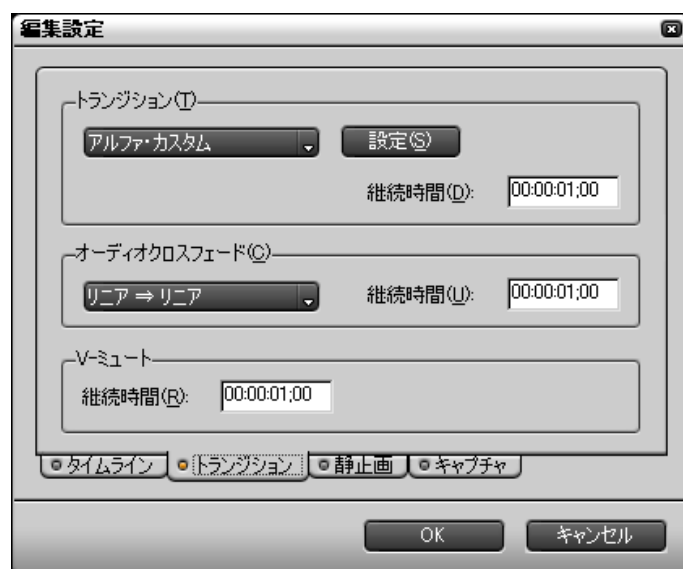 編集設定
トランジション(T)
アルファ・カスタム 設定(S)
継続時間(D): 00:00:01;00
オーディオクロスフェード(C)
リニア ⇒ リニア 継続時間(U): 00:00:01;00
V-ミュート
継続時間(R): 00:00:01;00
タイムライン トランジション 静止画 キャプチャ
OK キャンセル